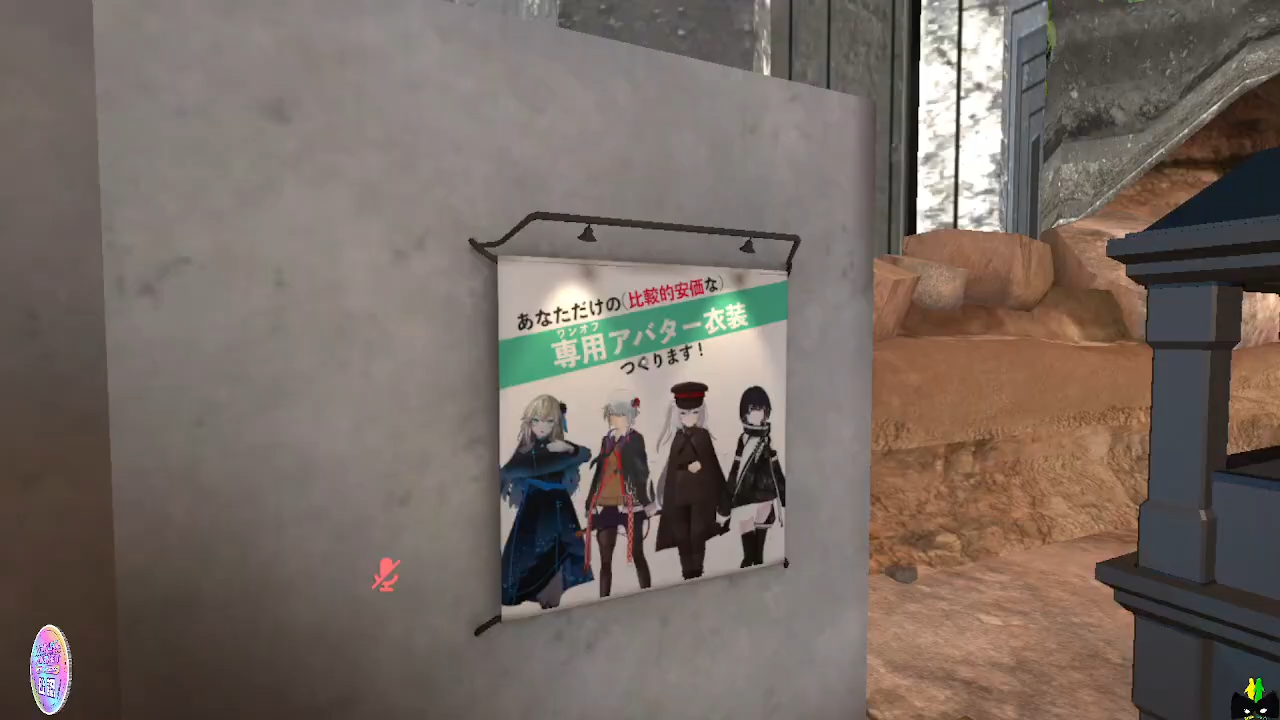 あなただけの(比較的安価な)
ワンオフ
専用アバター衣装
つくります!